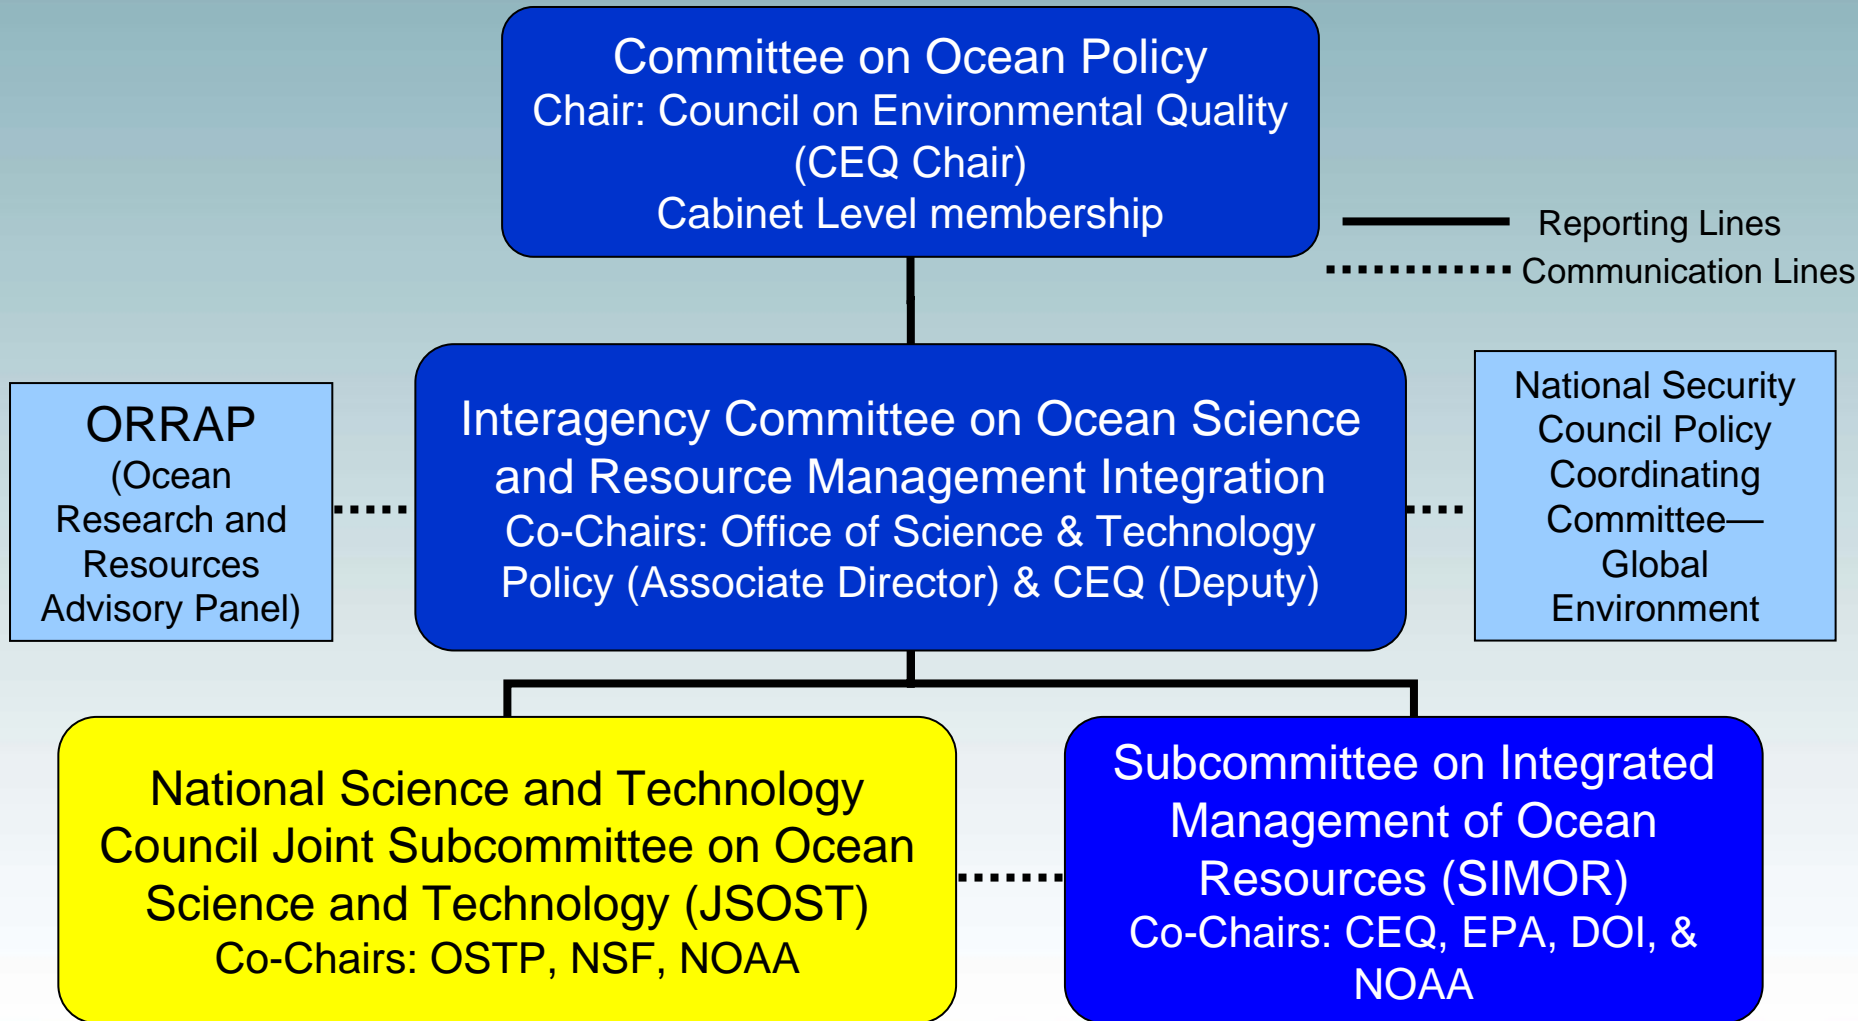 Committee on Ocean Policy
Chair: Council on Environmental Quality
(CEQ Chair)
Cabinet Level membership
Reporting Lines
Communication Lines
ORRAP
(Ocean
Research and
Resources
Advisory Panel)
Interagency Committee on Ocean Science
and Resource Management Integration
Co-Chairs: Office of Science & Technology
Policy (Associate Director) & CEQ (Deputy)
National Security
Council Policy
Coordinating
Committee—
Global
Environment
National Science and Technology
Council Joint Subcommittee on Ocean
Science and Technology (JSOST)
Co-Chairs: OSTP, NSF, NOAA
Subcommittee on Integrated
Management of Ocean
Resources (SIMOR)
Co-Chairs: CEQ, EPA, DOI, &
NOAA